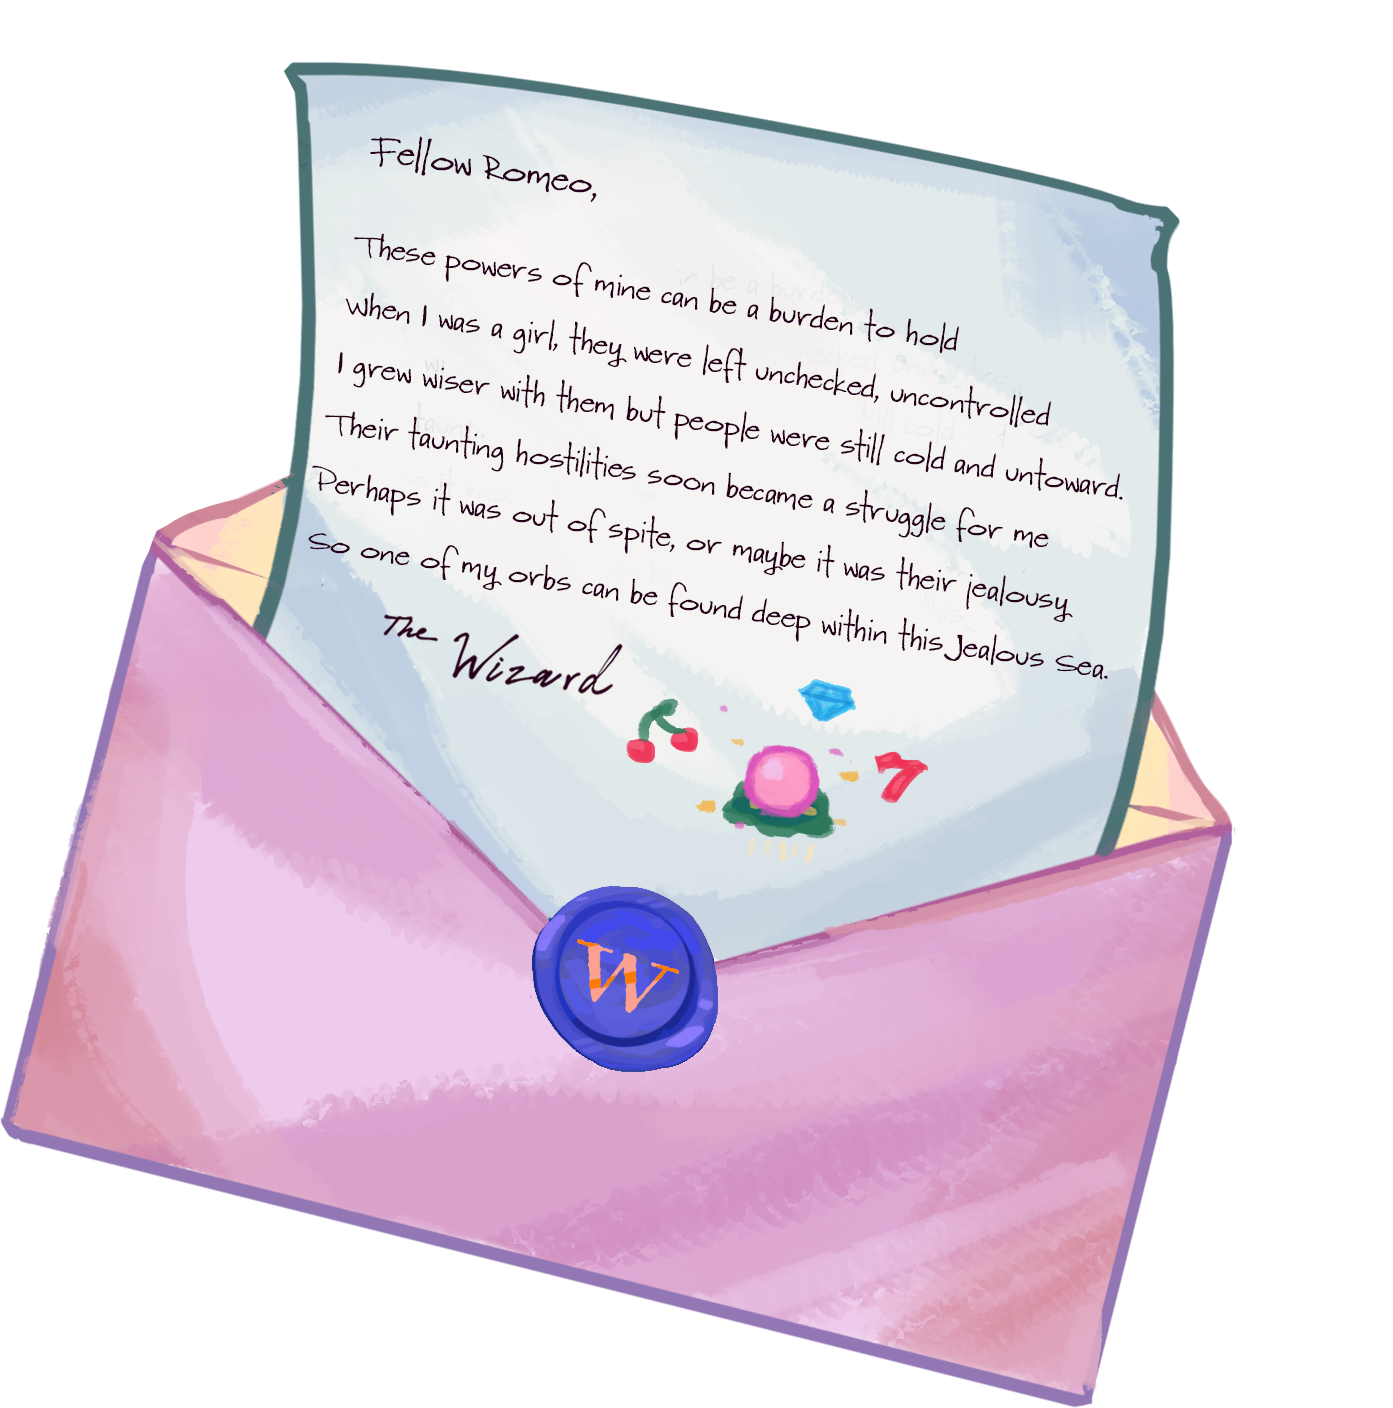 Fellow Romeo,
These powers of mine can be a burden to hold
When I was a girl, they were left unchecked, uncontrolled
I grew wiser with them but people were still cold and untoward.
Their taunting hostilities soon became a struggle for me
Perhaps it was out of spite, or maybe it was their jealousy
So one of my orbs can be found deep within this Jealous Sea.
The Wizard
7
W